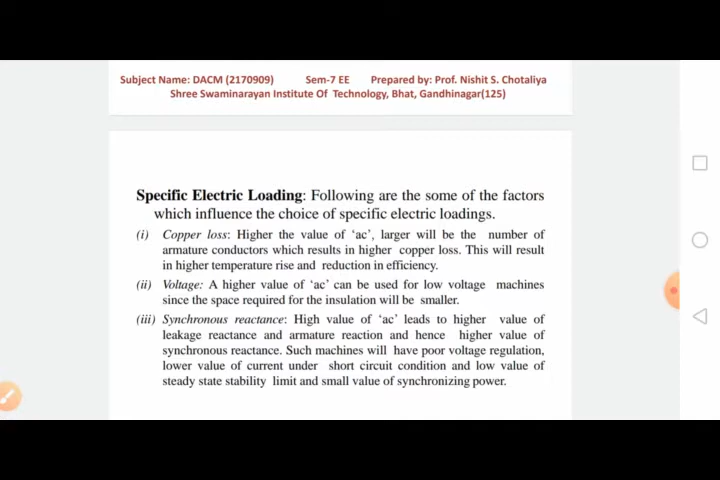 Subject Name: DACM (2170909) Sem-7 EE Prepared by: Prof. Nishit S. Chotaliya
Shree Swaminarayan Institute Of Technology, Bhat, Gandhinagar(125)
Specific Electric Loading: Following are the some of the factors
which influence the choice of specific electric loadings.
(i) Copper loss: Higher the value of ‘ac’, larger will be the number of
armature conductors which results in higher copper loss. This will result
in higher temperature rise and reduction in efficiency.
(ii) Voltage: A higher value of ‘ac’ can be used for low voltage machines
since the space required for the insulation will be smaller.
(iii) Synchronous reactance: High value of ‘ac’ leads to higher value of
leakage reactance and armature reaction and hence higher value of
synchronous reactance. Such machines will have poor voltage regulation,
lower value of current under short circuit condition and low value of
steady state stability limit and small value of synchronizing power.